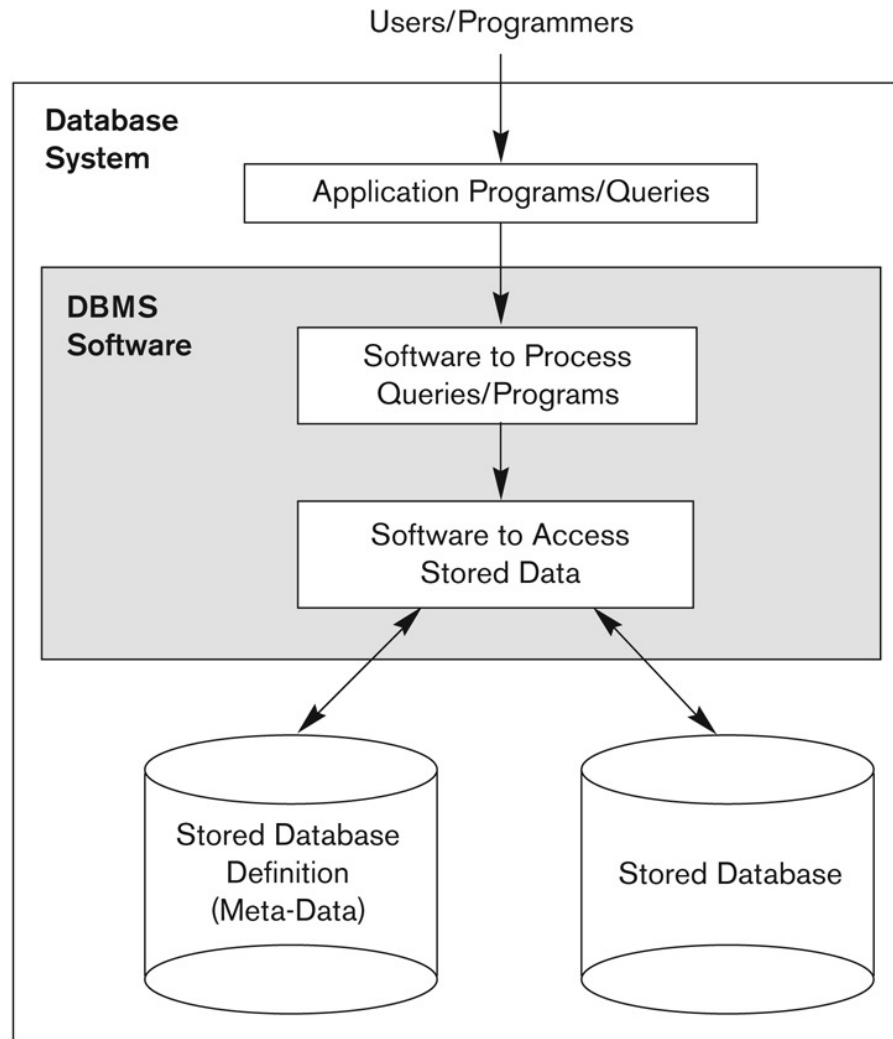 Users/Programmers
Database
System
Application Programs/Queries
DBMS
Software
Software to Process
Queries/Programs
Software to Access
Stored Data
Stored Database
Definition
(Meta-Data)
Stored Database